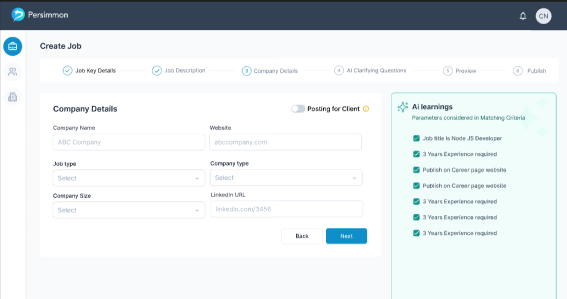 Persimmon
CN
Create Job
Job Key Details
Job Description
3 Company Details
4 AI Clarifying Questions
5 Preview
6 Publish
Company Details
Posting for Client
Company Name
Website
ABC Company
abccompany.com
Job type
Company type
Select
Select
Company Size
LinkedIn URL
Select
linkedin.com/3456
Back
Next
Ai learnings
Parameters considered in Matching Criteria
Job title is Node JS Developer
3 Years Experience required
Publish on Career page website
Publish on Career page website
3 Years Experience required
3 Years Experience required
3 Years Experience required